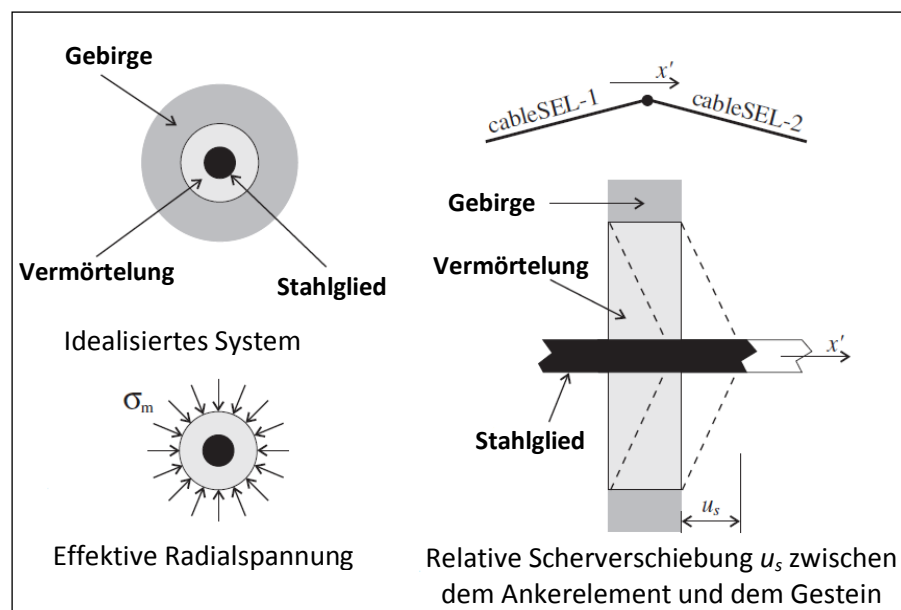 Gebirge
Vermörtelung
Stahlglied
Idealisiertes System
σm
Effektive Radialspannung
x′
cableSEL-1
cableSEL-2
Gebirge
Vermörtelung
x′
Stahlglied
us
Relative Scherverschiebung us zwischen
dem Ankerelement und dem Gestein